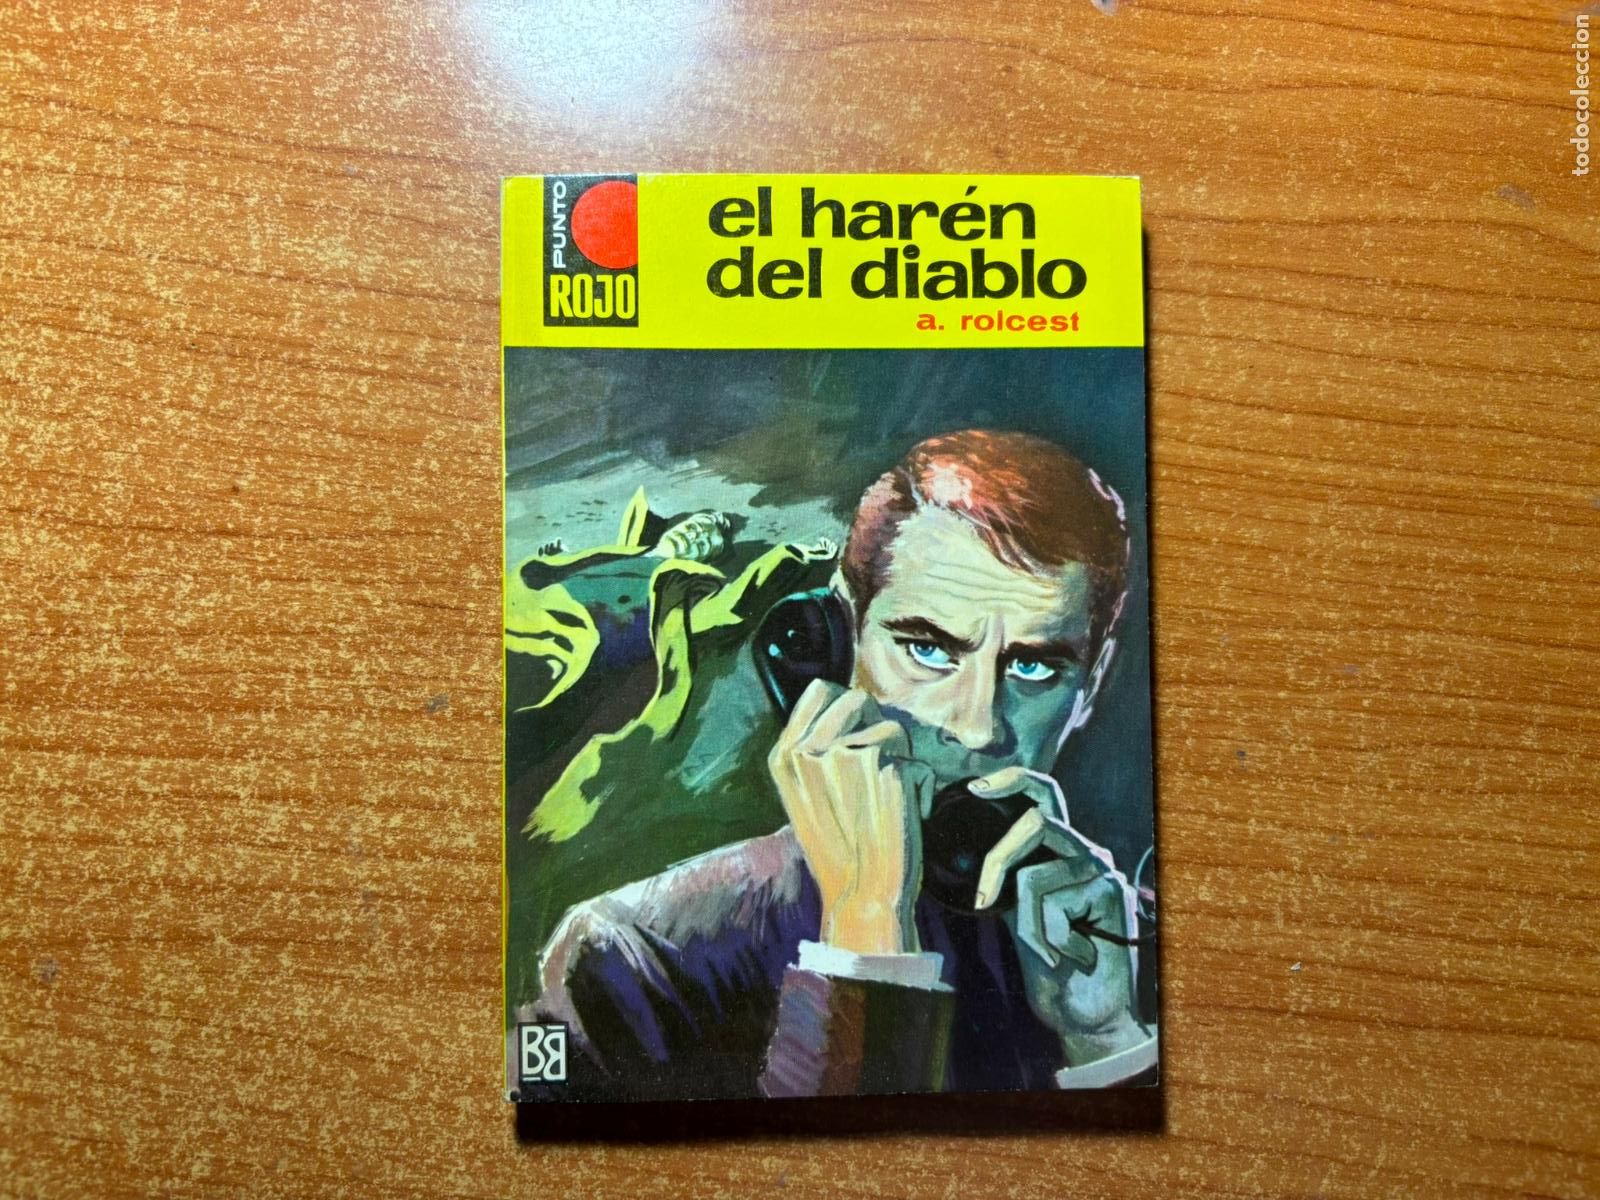 PUNTO
ROJO
el harén
del diablo
a. rolcest
BB
todocoleccion